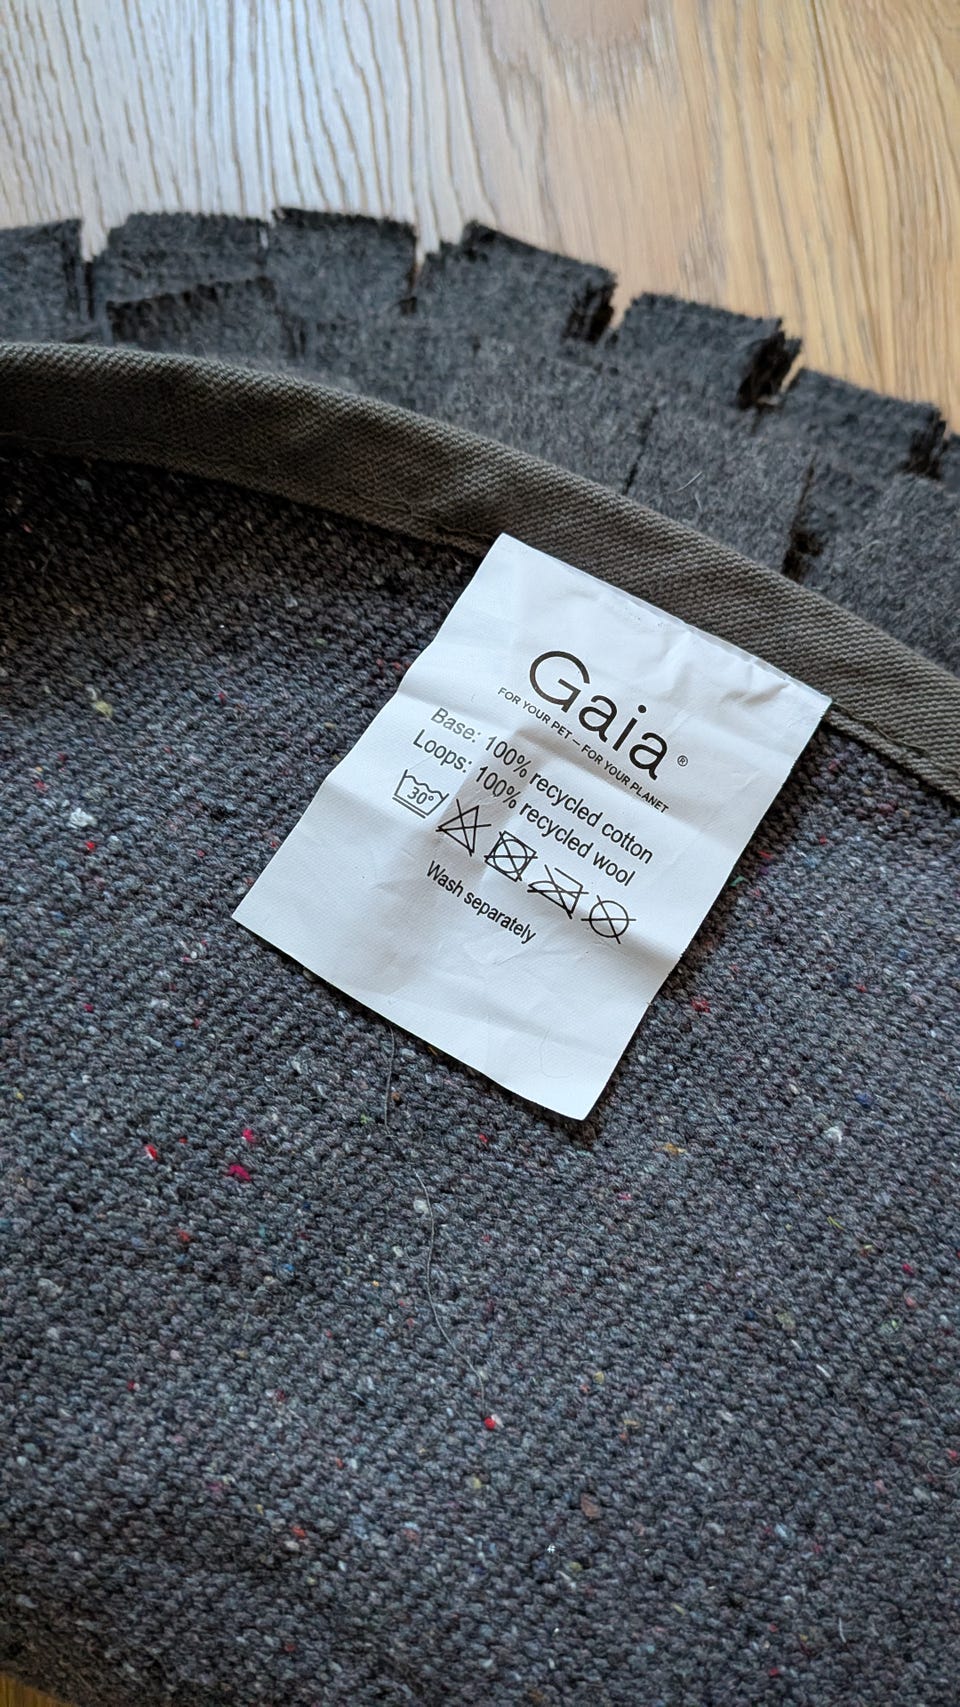 Gaia®
FOR YOUR PET – FOR YOUR PLANET
Base: 100% recycled cotton
Loops: 100% recycled wool
30°
Wash separately